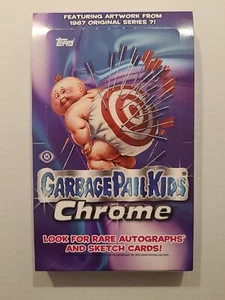 FEATURING ARTWORK FROM
1987 ORIGINAL SERIES 7!
TOPPS
GARBAGE PAIL KIDS
Chrome
LOOK FOR RARE AUTOGRAPHS*
AND SKETCH CARDS!